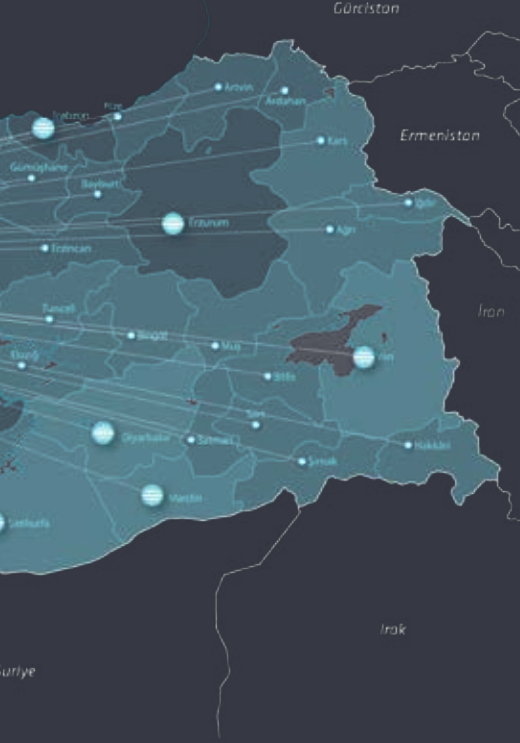 Gürcistan
Artvin
Ardahan
Rize
Trabzon
Ermenistan
Kars
Gümüşhane
Bayburt
Iğdır
Erzurum
Ağrı
Erzincan
İran
Tunceli
Bingöl
Muş
Elazığ
Bitlis
Siirt
Diyarbakır
Batman
Hakkâri
Şırnak
Mardin
Şanlıurfa
Irak